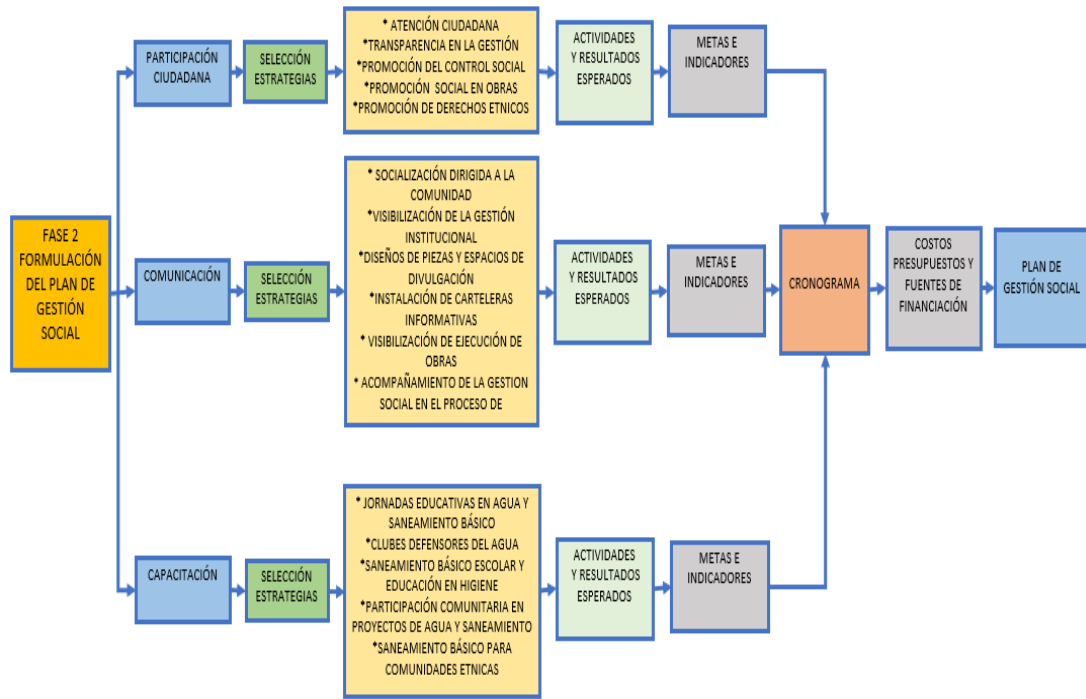 FASE 2
FORMULACIÓN
DEL PLAN DE
GESTIÓN
SOCIAL
PARTICIPACIÓN
CIUDADANA
SELECCIÓN
ESTRATEGIAS
* ATENCIÓN CIUDADANA
*TRANSPARENCIA EN LA GESTIÓN
*PROMOCIÓN DEL CONTROL SOCIAL
*PROMOCIÓN SOCIAL EN OBRAS
*PROMOCIÓN DE DERECHOS ETNICOS
ACTIVIDADES
Y RESULTADOS
ESPERADOS
METAS E
INDICADORES
COMUNICACIÓN
SELECCIÓN
ESTRATEGIAS
* SOCIALIZACIÓN DIRIGIDA A LA
COMUNIDAD
*VISIBILIZACIÓN DE LA GESTIÓN
INSTITUCIONAL
*DISEÑOS DE PIEZAS Y ESPACIOS DE
DIVULGACIÓN
*INSTALACIÓN DE CARTELERAS
INFORMATIVAS
* VISIBILIZACIÓN DE EJECUCIÓN DE
OBRAS
* ACOMPAÑAMIENTO DE LA GESTION
SOCIAL EN EL PROCESO DE
ACTIVIDADES
Y RESULTADOS
ESPERADOS
METAS E
INDICADORES
CAPACITACIÓN
SELECCIÓN
ESTRATEGIAS
* JORNADAS EDUCATIVAS EN AGUA Y
SANEAMIENTO BÁSICO
*CLUBES DEFENSORES DEL AGUA
*SANEAMIENTO BÁSICO ESCOLAR Y
EDUCACIÓN EN HIGIENE
*PARTICIPACIÓN COMUNITARIA EN
PROYECTOS DE AGUA Y SANEAMIENTO
*SANEAMIENTO BÁSICO PARA
COMUNIDADES ETNICAS
ACTIVIDADES
Y RESULTADOS
ESPERADOS
METAS E
INDICADORES
CRONOGRAMA
COSTOS
PRESUPUESTOS Y
FUENTES DE
FINANCIACIÓN
PLAN DE
GESTIÓN SOCIAL